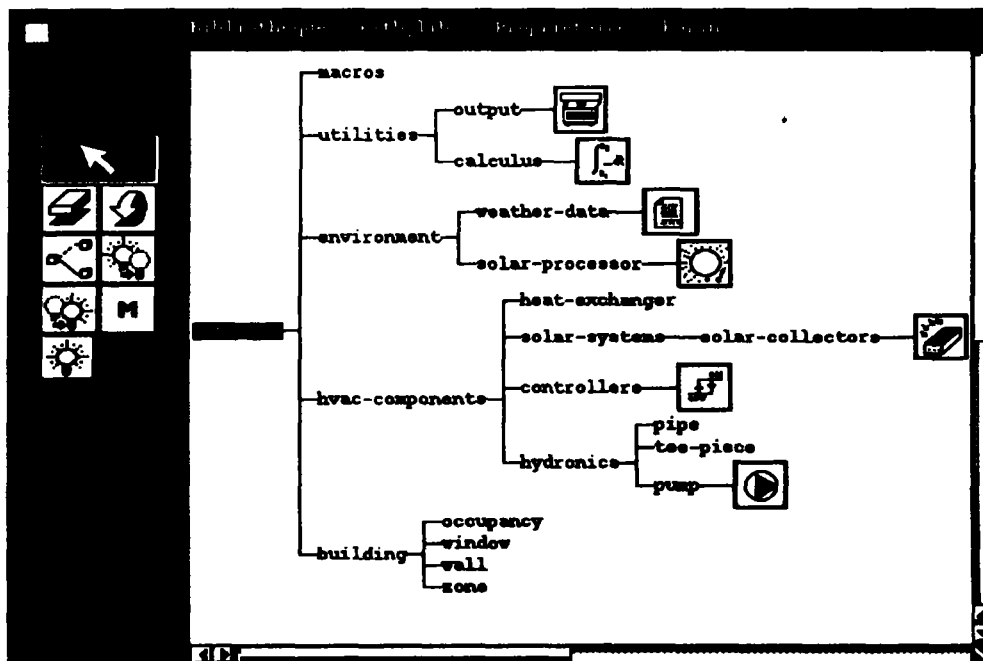 macros
output
utilities
calculus
weather-data
environment
solar-processor
heat-exchanger
solar-systems solar-collectors
M
controllers
hvac-components
pipe
tee-piece
hydronics
pump
occupancy
window
building
wall
zone